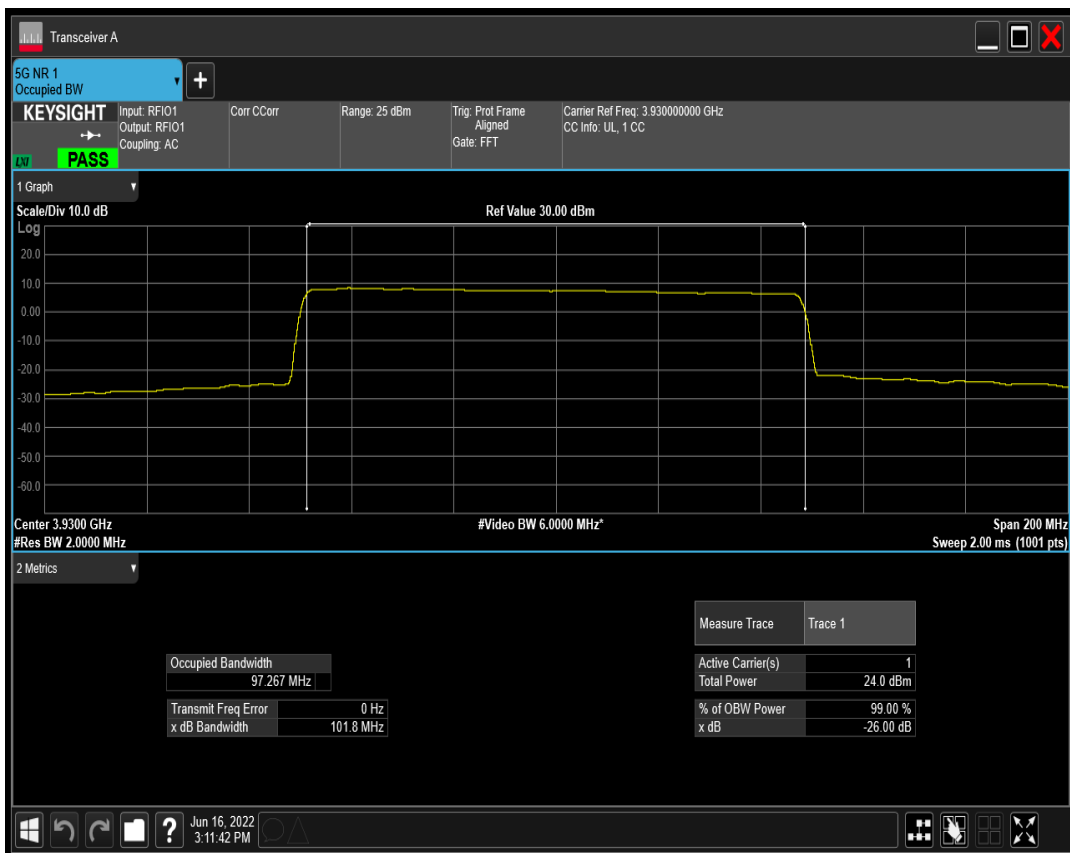 Transceiver A
5G NR 1
Occupied BW
+
KEYSIGHT
LXI
PASS
Input: RFIO1
Output: RFIO1
Coupling: AC
Corr CCorr
Range: 25 dBm
Trig: Prot Frame
Aligned
Gate: FFT
Carrier Ref Freq: 3.930000000 GHz
CC Info: UL, 1 CC
1 Graph
Scale/Div 10.0 dB
Ref Value 30.00 dBm
Log
20.0
10.0
0.00
-10.0
-20.0
-30.0
-40.0
-50.0
-60.0
Center 3.9300 GHz
#Video BW 6.0000 MHz*
Span 200 MHz
#Res BW 2.0000 MHz
Sweep 2.00 ms (1001 pts)
2 Metrics
Measure Trace Trace 1
Occupied Bandwidth
97.267 MHz
Active Carrier(s) 1
Total Power 24.0 dBm
Transmit Freq Error 0 Hz
x dB Bandwidth 101.8 MHz
% of OBW Power 99.00 %
x dB -26.00 dB
?
Jun 16, 2022
3:11:42 PM